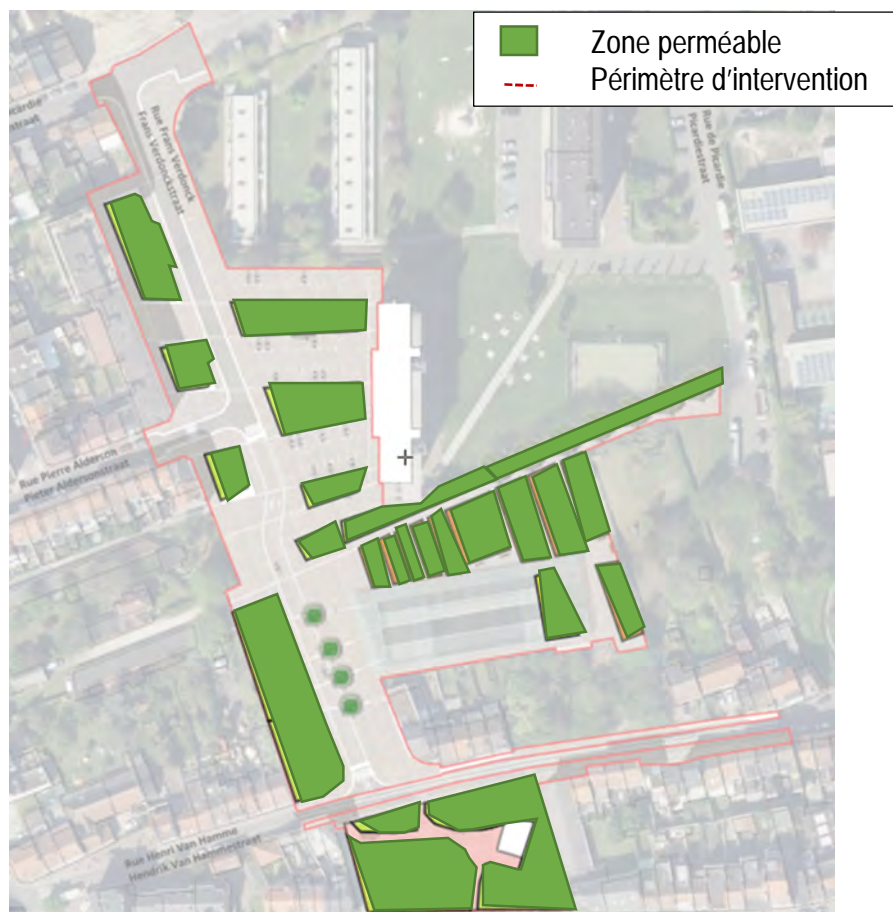 Zone perméable
Périmètre d'intervention
Rue Frans Verdonck
Frans Verdonckstraat
Rue de Picardie
Picardiestraat
Rue Pierre Alderson
Pieter Aldersonstraat
Rue Henri Van Hamme
Hendrik Van Hammestraat